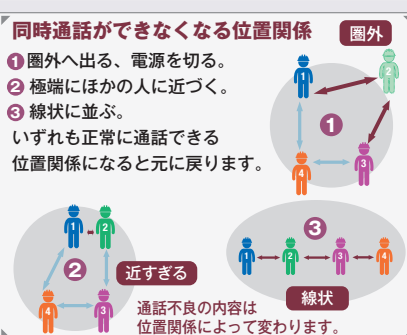 同時通話ができなくなる位置関係
圏外
❶圏外へ出る、電源を切る。
❷ 極端にほかの人に近づく。
❸ 線状に並ぶ。
いずれも正常に通話できる
位置関係になると元に戻ります。
1
2
❶
4
3
1
2
❷
近すぎる
4
3
❸
1
2
3
4
線状
通話不良の内容は
位置関係によって変わります。